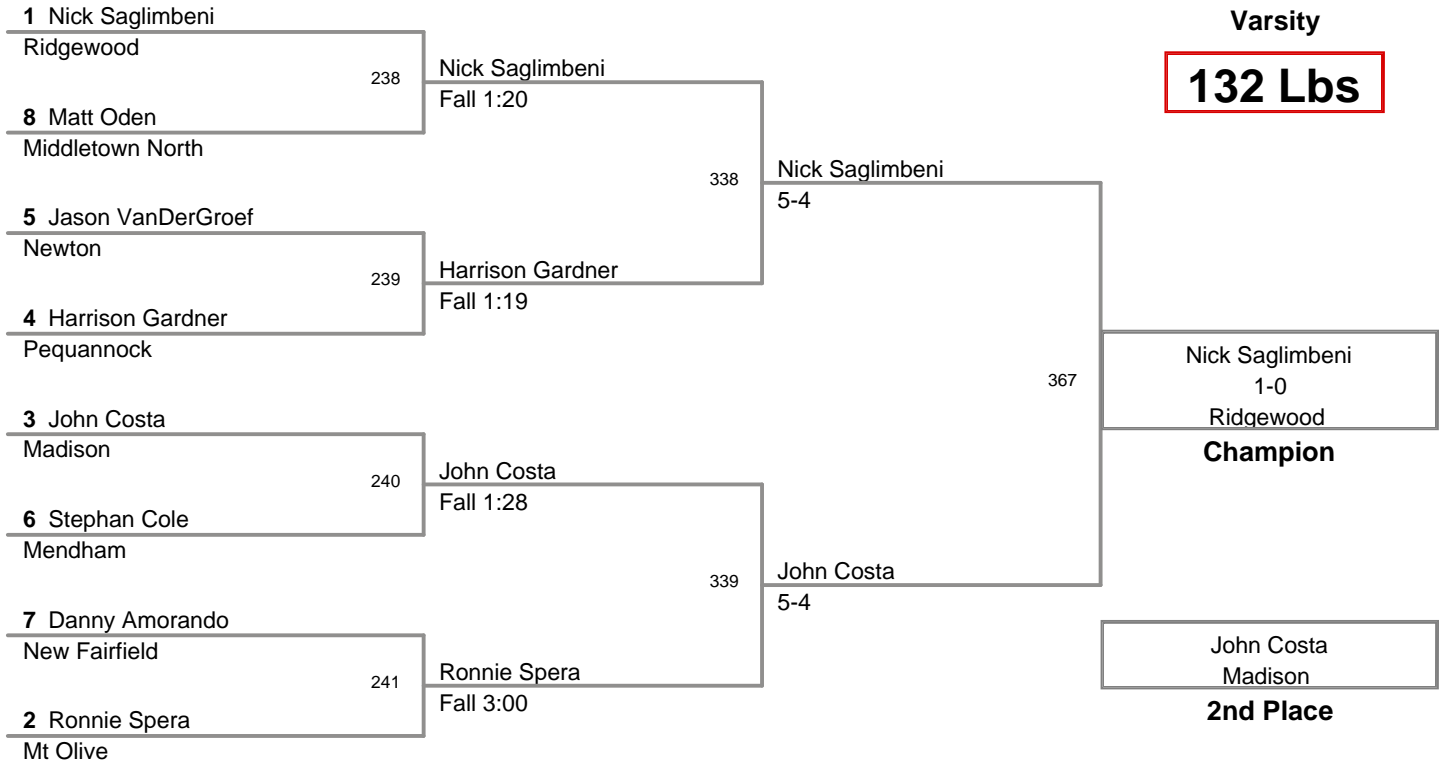 1 Nick Saglimbeni
Ridgewood
8 Matt Oden
Middletown North
5 Jason VanDerGroef
Newton
4 Harrison Gardner
Pequannock
3 John Costa
Madison
6 Stephan Cole
Mendham
7 Danny Amorando
New Fairfield
2 Ronnie Spera
Mt Olive
238
239
240
241
Nick Saglimbeni
Fall 1:20
Harrison Gardner
Fall 1:19
John Costa
Fall 1:28
Ronnie Spera
Fall 3:00
338
339
Nick Saglimbeni
5-4
John Costa
5-4
367
Varsity
132 Lbs
Nick Saglimbeni
1-0
Ridgewood
Champion
John Costa
Madison
2nd Place